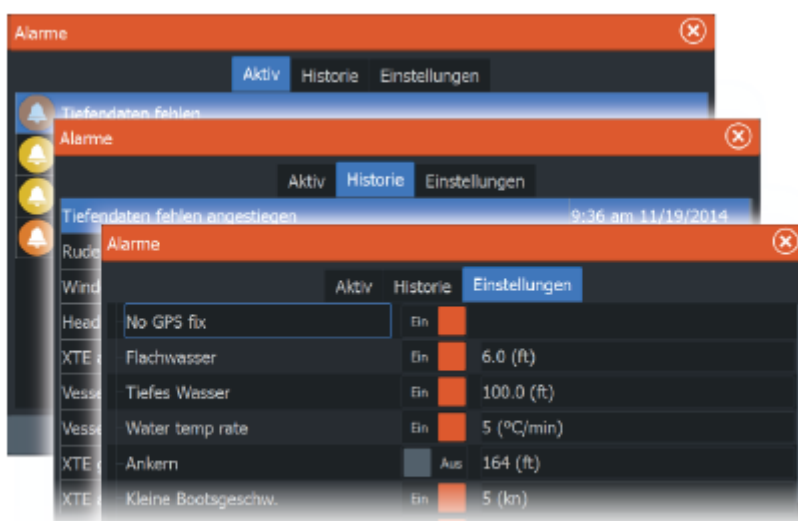 Alarme
Aktiv Historie Einstellungen
Tiefendaten fehlen
Alarme
Aktiv Historie Einstellungen
Tiefendaten fehlen angestiegen 9:36 am 11/19/2014
Rude
Wind
Head
XTE
Vesse
Vesse
XTE
XTE
Alarme
Aktiv Historie Einstellungen
No GPS fix Ein
Flachwasser Ein 6.0 (ft)
Tiefes Wasser Ein 100.0 (ft)
Water temp rate Ein 5 (°C/min)
Ankern Aus 164 (ft)
Kleine Bootsgeschw. Ein 5 (kn)